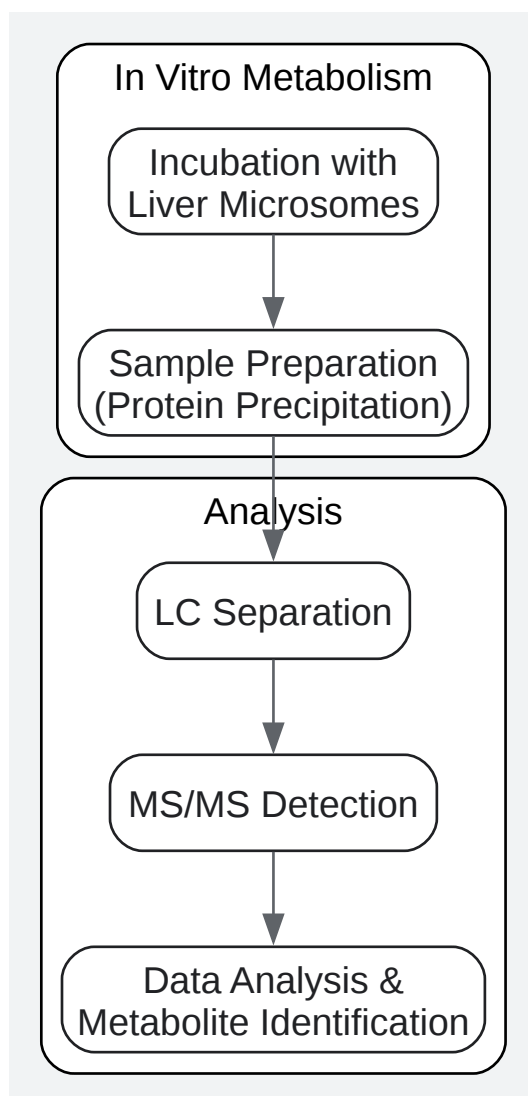 In Vitro Metabolism
Incubation with
Liver Microsomes
Sample Preparation
(Protein Precipitation)
Analysis
LC Separation
MS/MS Detection
Data Analysis &
Metabolite Identification